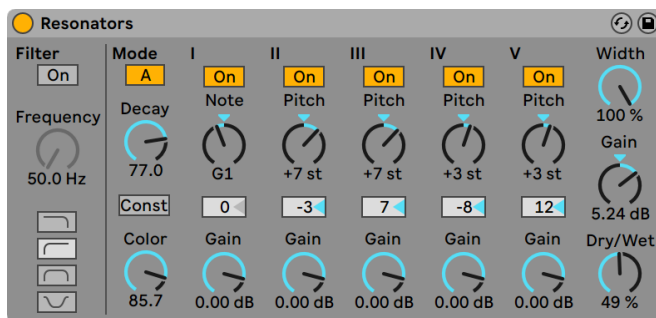 Resonators
Filter Mode I II III IV V Width
On A On On On On On
Note Pitch Pitch Pitch Pitch
Frequency Decay 100 %
50.0 Hz 77.0 G1 +7 st +7 st +3 st +3 st Gain
Const 0 -3 7 -8 12 5.24 dB
Color Gain Gain Gain Gain Gain Dry/Wet
85.7 0.00 dB 0.00 dB 0.00 dB 0.00 dB 0.00 dB 49 %